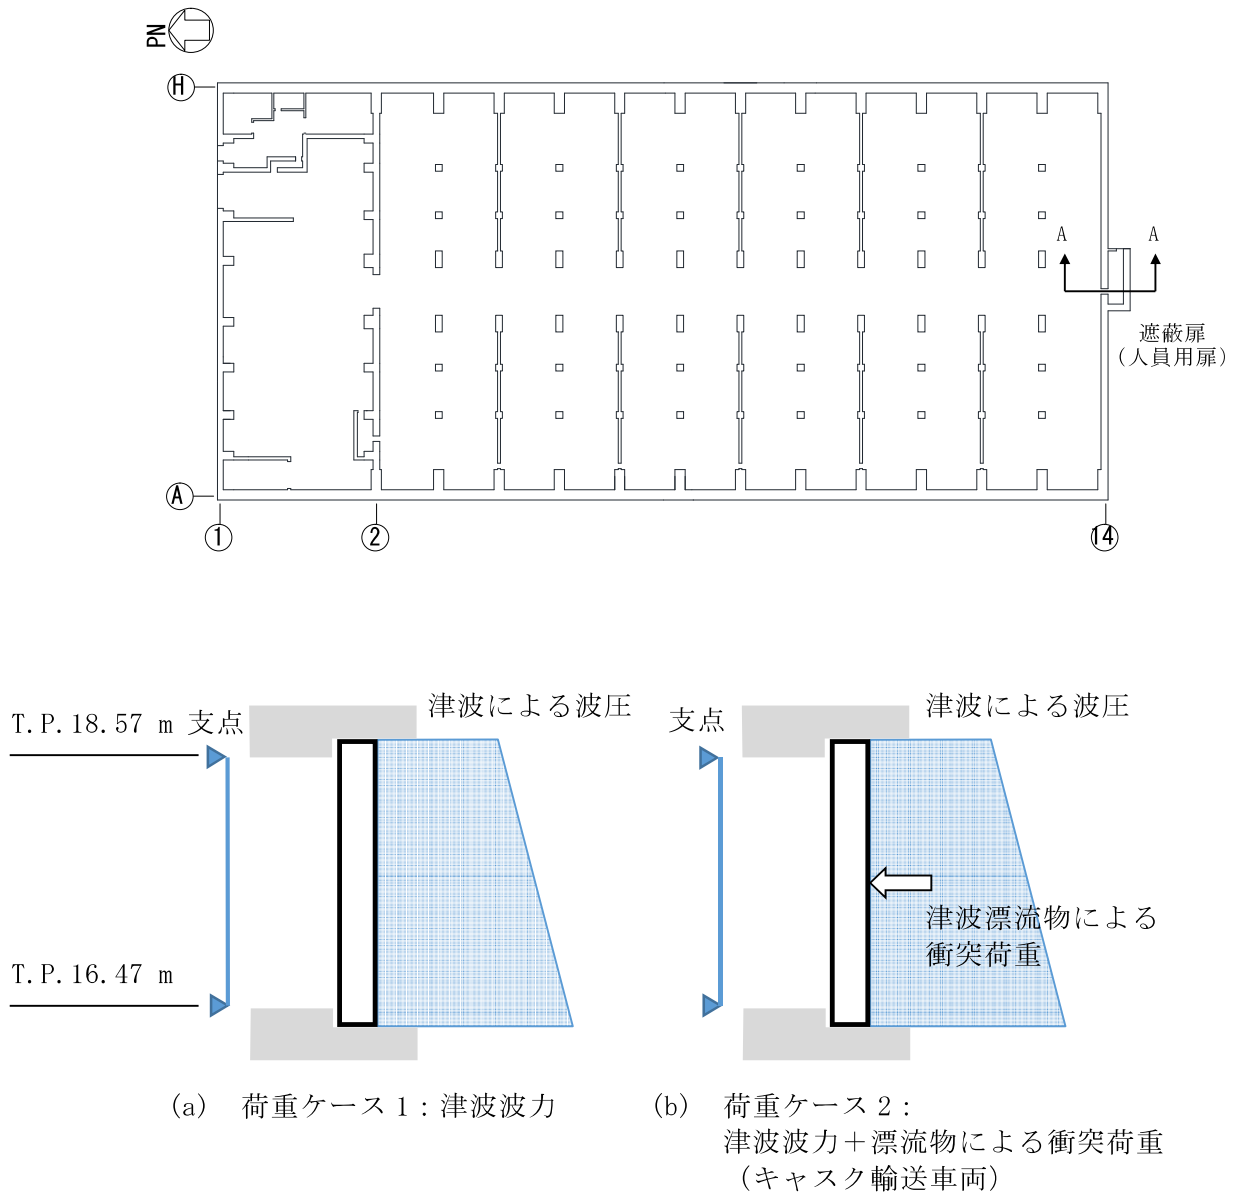 PN
H
A
A
遮蔽扉
(人員用扉)
A
1
2
14
T.P.18.57 m 支点
津波による波圧
T.P.16.47 m
(a) 荷重ケース1:津波波力
支点
津波による波圧
津波漂流物による
衝突荷重
(b) 荷重ケース2:
津波波力+漂流物による衝突荷重
(キャスク輸送車両)